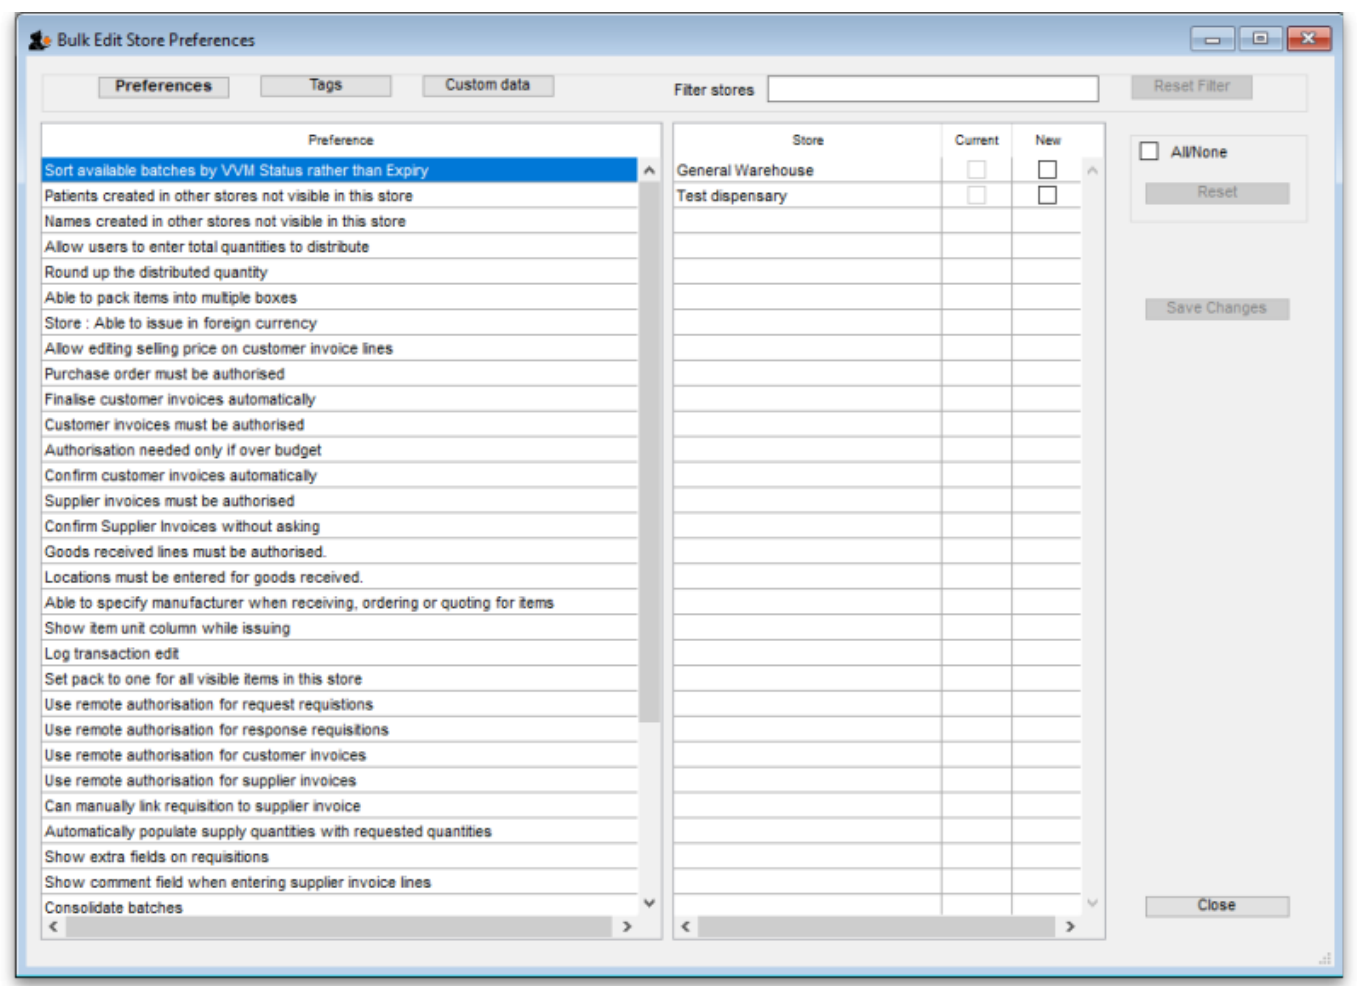 Bulk Edit Store Preferences
Preferences Tags Custom data Filter stores Reset Filter
Preference Store Current New
All/None
Sort available batches by VVM Status rather than Expiry General Warehouse
Reset
Patients created in other stores not visible in this store Test dispensary
Names created in other stores not visible in this store
Allow users to enter total quantities to distribute
Round up the distributed quantity
Able to pack items into multiple boxes
Save Changes
Store : Able to issue in foreign currency
Allow editing selling price on customer invoice lines
Purchase order must be authorised
Finalise customer invoices automatically
Customer invoices must be authorised
Authorisation needed only if over budget
Confirm customer invoices automatically
Supplier invoices must be authorised
Confirm Supplier Invoices without asking
Goods received lines must be authorised.
Locations must be entered for goods received.
Able to specify manufacturer when receiving, ordering or quoting for items
Show item unit column while issuing
Log transaction edit
Set pack to one for all visible items in this store
Use remote authorisation for request requistions
Use remote authorisation for response requisitions
Use remote authorisation for customer invoices
Use remote authorisation for supplier invoices
Can manually link requisition to supplier invoice
Automatically populate supply quantities with requested quantities
Show extra fields on requisitions
Show comment field when entering supplier invoice lines
Consolidate batches
Close